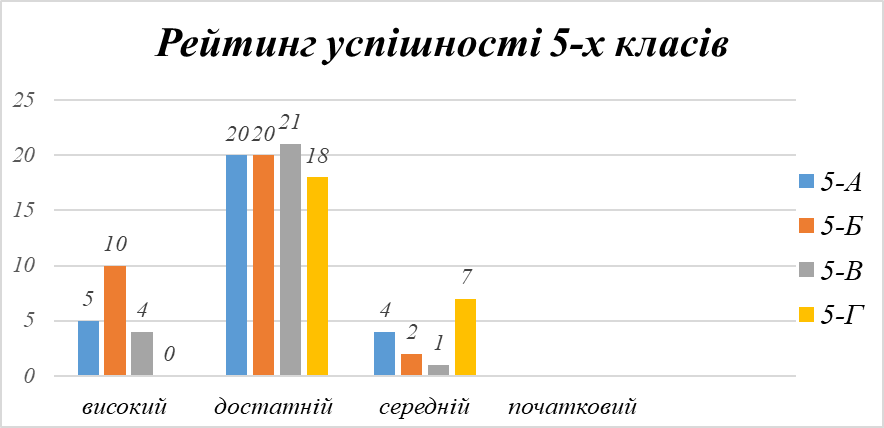 Рейтинг успішності 5-х класів
25
20
15
10
5
0
5
10
4
0
20
20
21
18
4
2
1
7
високий
достатній
середній
початковий
5-А
5-Б
5-В
5-Г